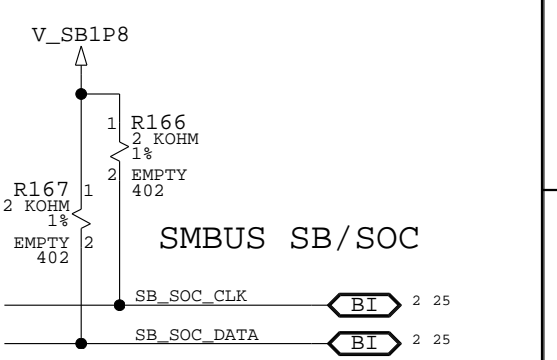 V_SB1P8
1 R166
2 KOHM
1%
2 EMPTY
402
R167 1
2 KOHM
1%
EMPTY 2
402
SMBUS SB/SOC
SB_SOC_CLK BI 2 25
SB_SOC_DATA BI 2 25